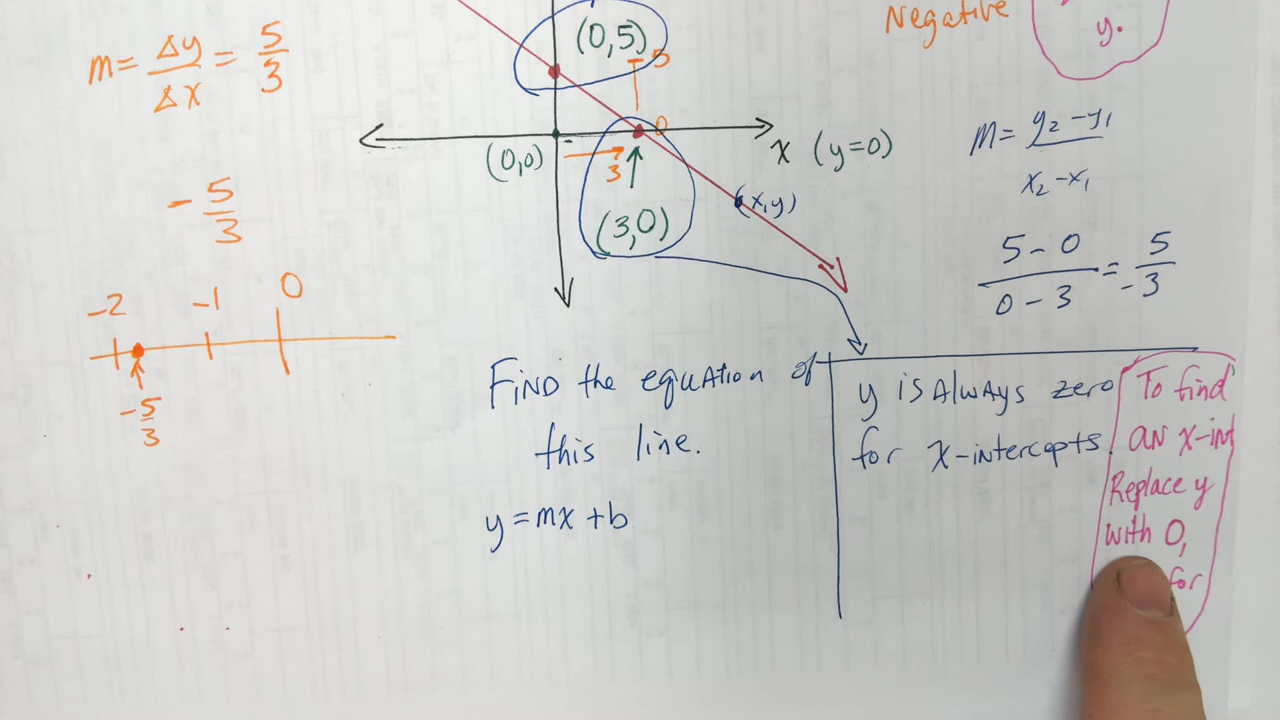 m = Δy/Δx = 5/3
-5/3
-2 -1 0
-5/3
(0,5)
5
0
(0,0)
3
(3,0)
x (y=0)
(x,y)
Negative
y.
m = y2-y1
x2-x1
5-0
0-3
= 5/-3
Find the equation of
this line.
y = mx + b
y is always zero
for x-intercepts.
To find
an x-int
Replace y
with 0,
for